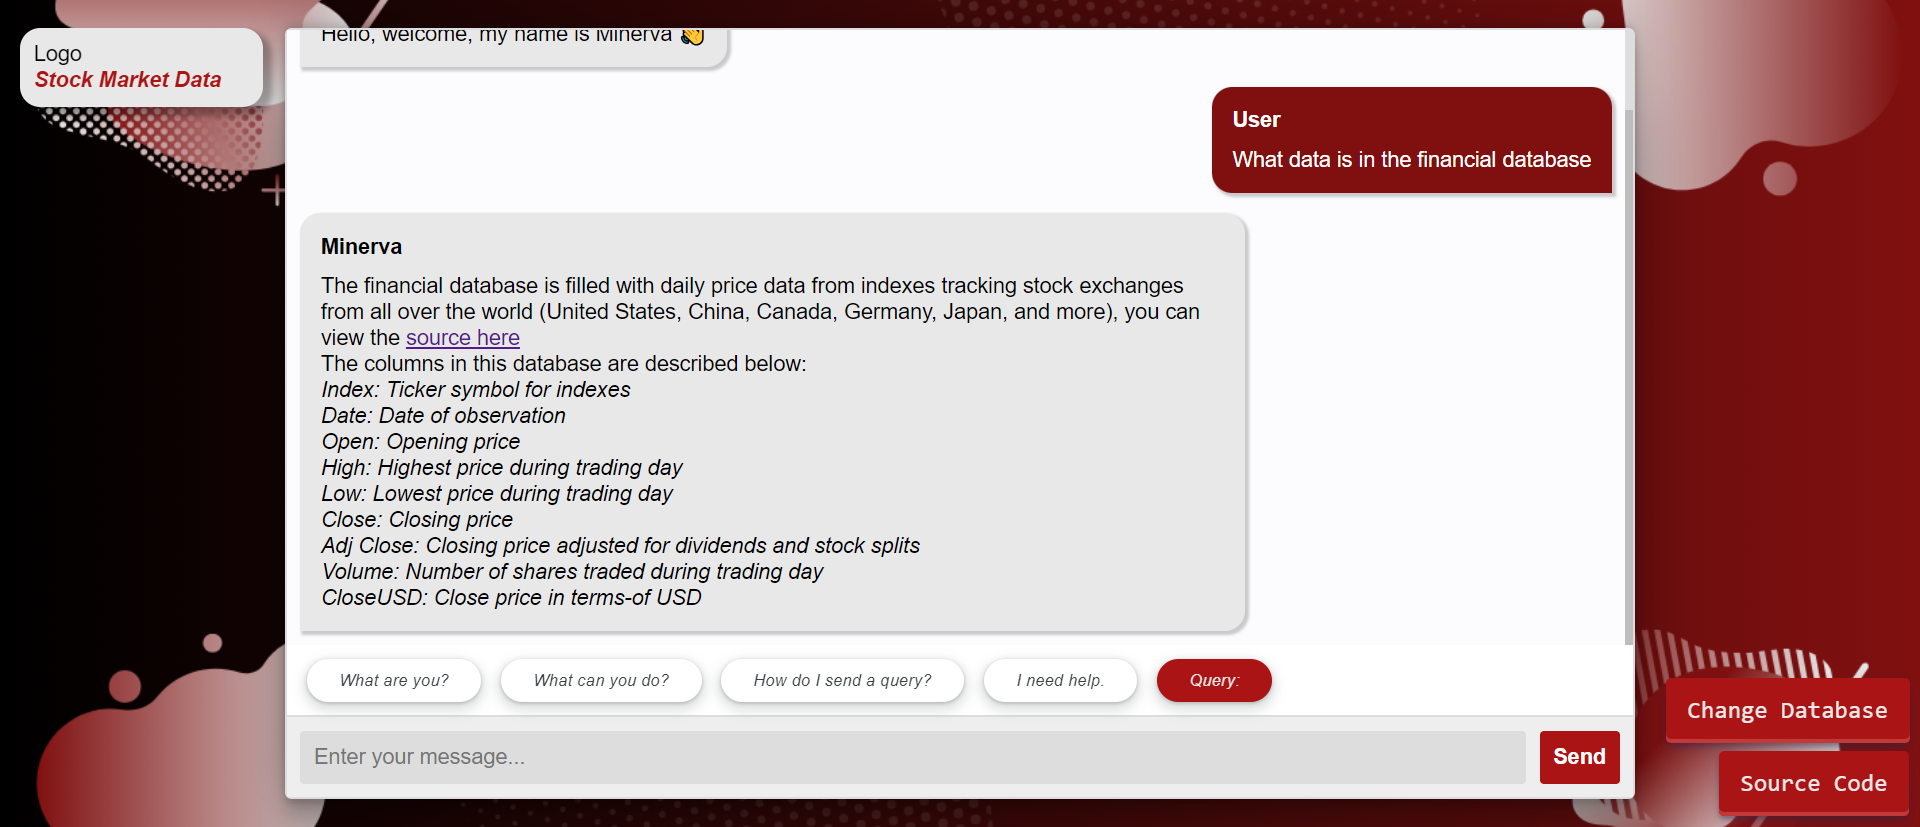 Logo
Stock Market Data
Hello, welcome, my name is Minerva 👋
User
What data is in the financial database
Minerva
The financial database is filled with daily price data from indexes tracking stock exchanges
from all over the world (United States, China, Canada, Germany, Japan, and more), you can
view the source here
The columns in this database are described below:
Index: Ticker symbol for indexes
Date: Date of observation
Open: Opening price
High: Highest price during trading day
Low: Lowest price during trading day
Close: Closing price
Adj Close: Closing price adjusted for dividends and stock splits
Volume: Number of shares traded during trading day
CloseUSD: Close price in terms-of USD
What are you?
What can you do?
How do I send a query?
I need help.
Query:
Enter your message...
Send
Change Database
Source Code